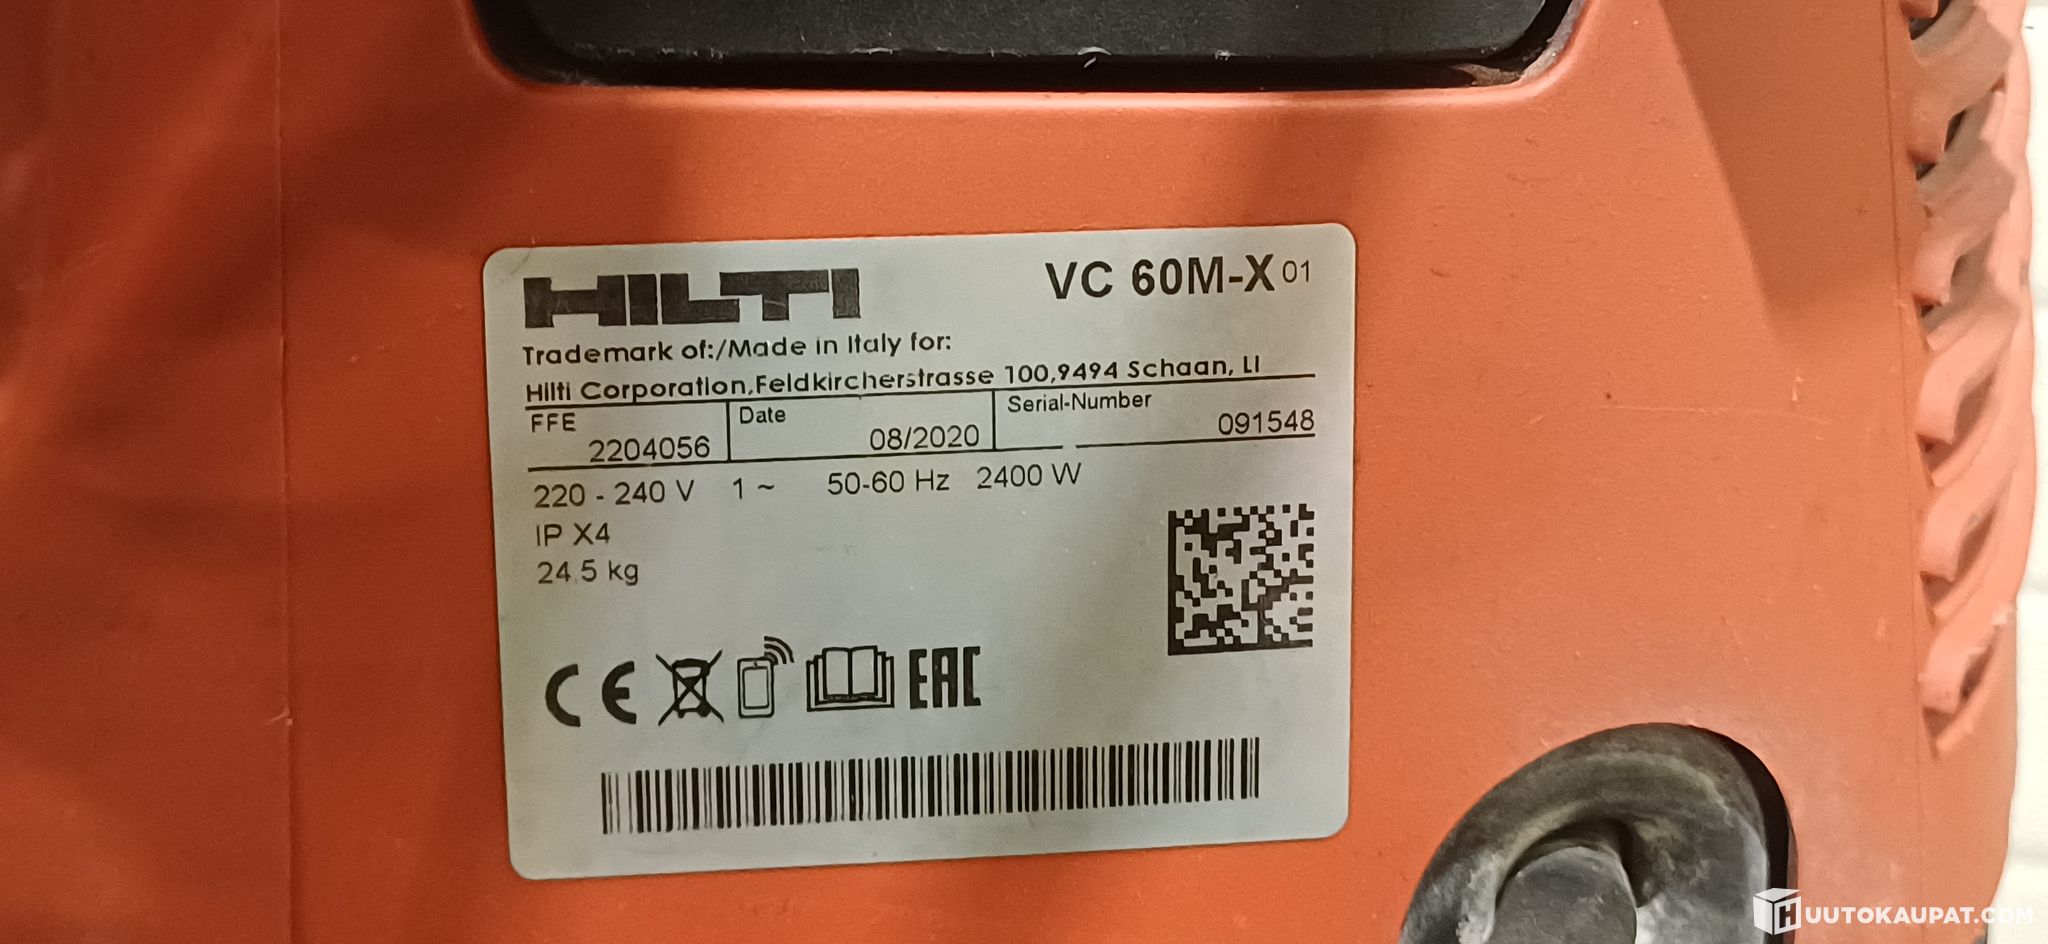 HILTI
VC 60M-X 01
Trademark of:/Made in Italy for:
Hilti Corporation,Feldkircherstrasse 100,9494 Schaan, LI
FFE Date Serial-Number
2204056 08/2020 091548
220 - 240 V 1 ~ 50-60 Hz 2400 W
IP X4
24.5 kg
CE EAC
HUUTOKAUPAT.COM